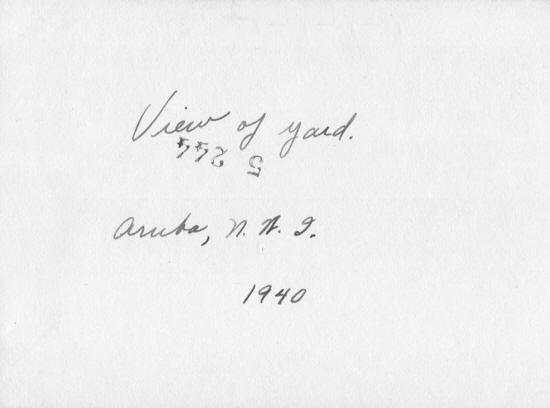 View of yard.
5 244
Aruba, N.W.I.
1940